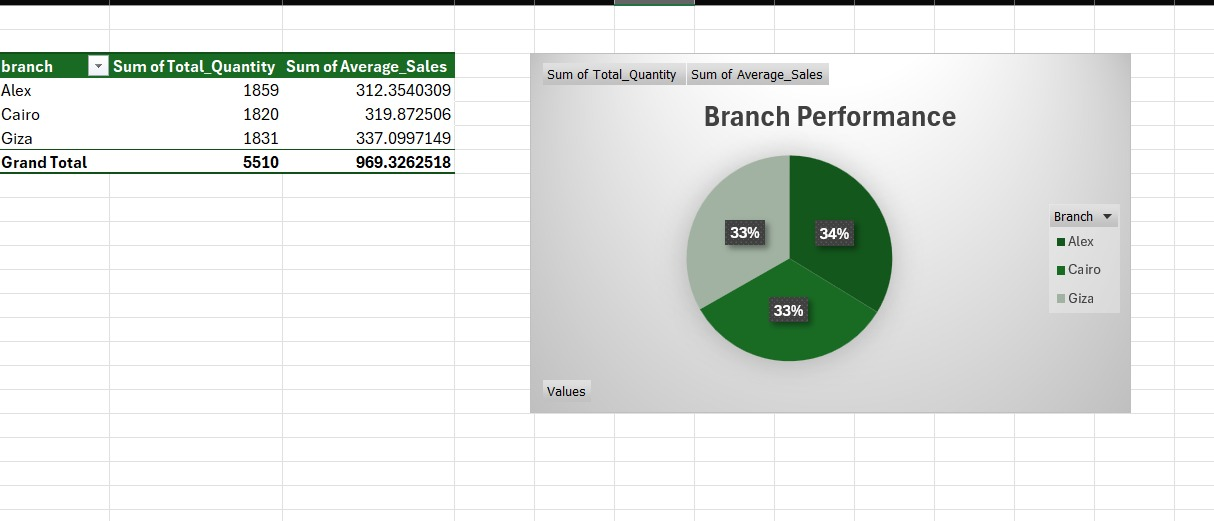 branch Sum of Total_Quantity Sum of Average_Sales
Alex 1859 312.3540309
Cairo 1820 319.872506
Giza 1831 337.0997149
Grand Total 5510 969.3262518
Sum of Total_Quantity Sum of Average_Sales
Branch Performance
33% 34%
33%
Branch
Alex
Cairo
Giza
Values